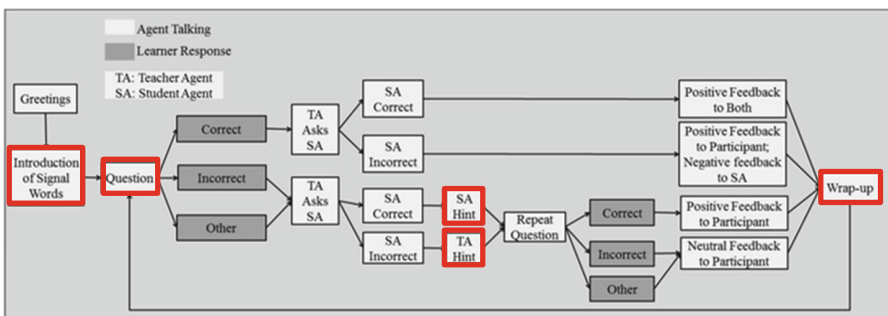 Agent Talking
Learner Response
TA: Teacher Agent
SA: Student Agent
Greetings
Introduction
of Signal
Words
Question
Correct
Incorrect
Other
TA
Asks
SA
TA
Asks
SA
SA
Correct
SA
Incorrect
SA
Correct
SA
Incorrect
SA
Hint
TA
Hint
Repeat
Question
Correct
Incorrect
Other
Positive Feedback
to Both
Positive Feedback
to Participant;
Negative feedback
to SA
Positive Feedback
to Participant
Neutral Feedback
to Participant
Wrap-up